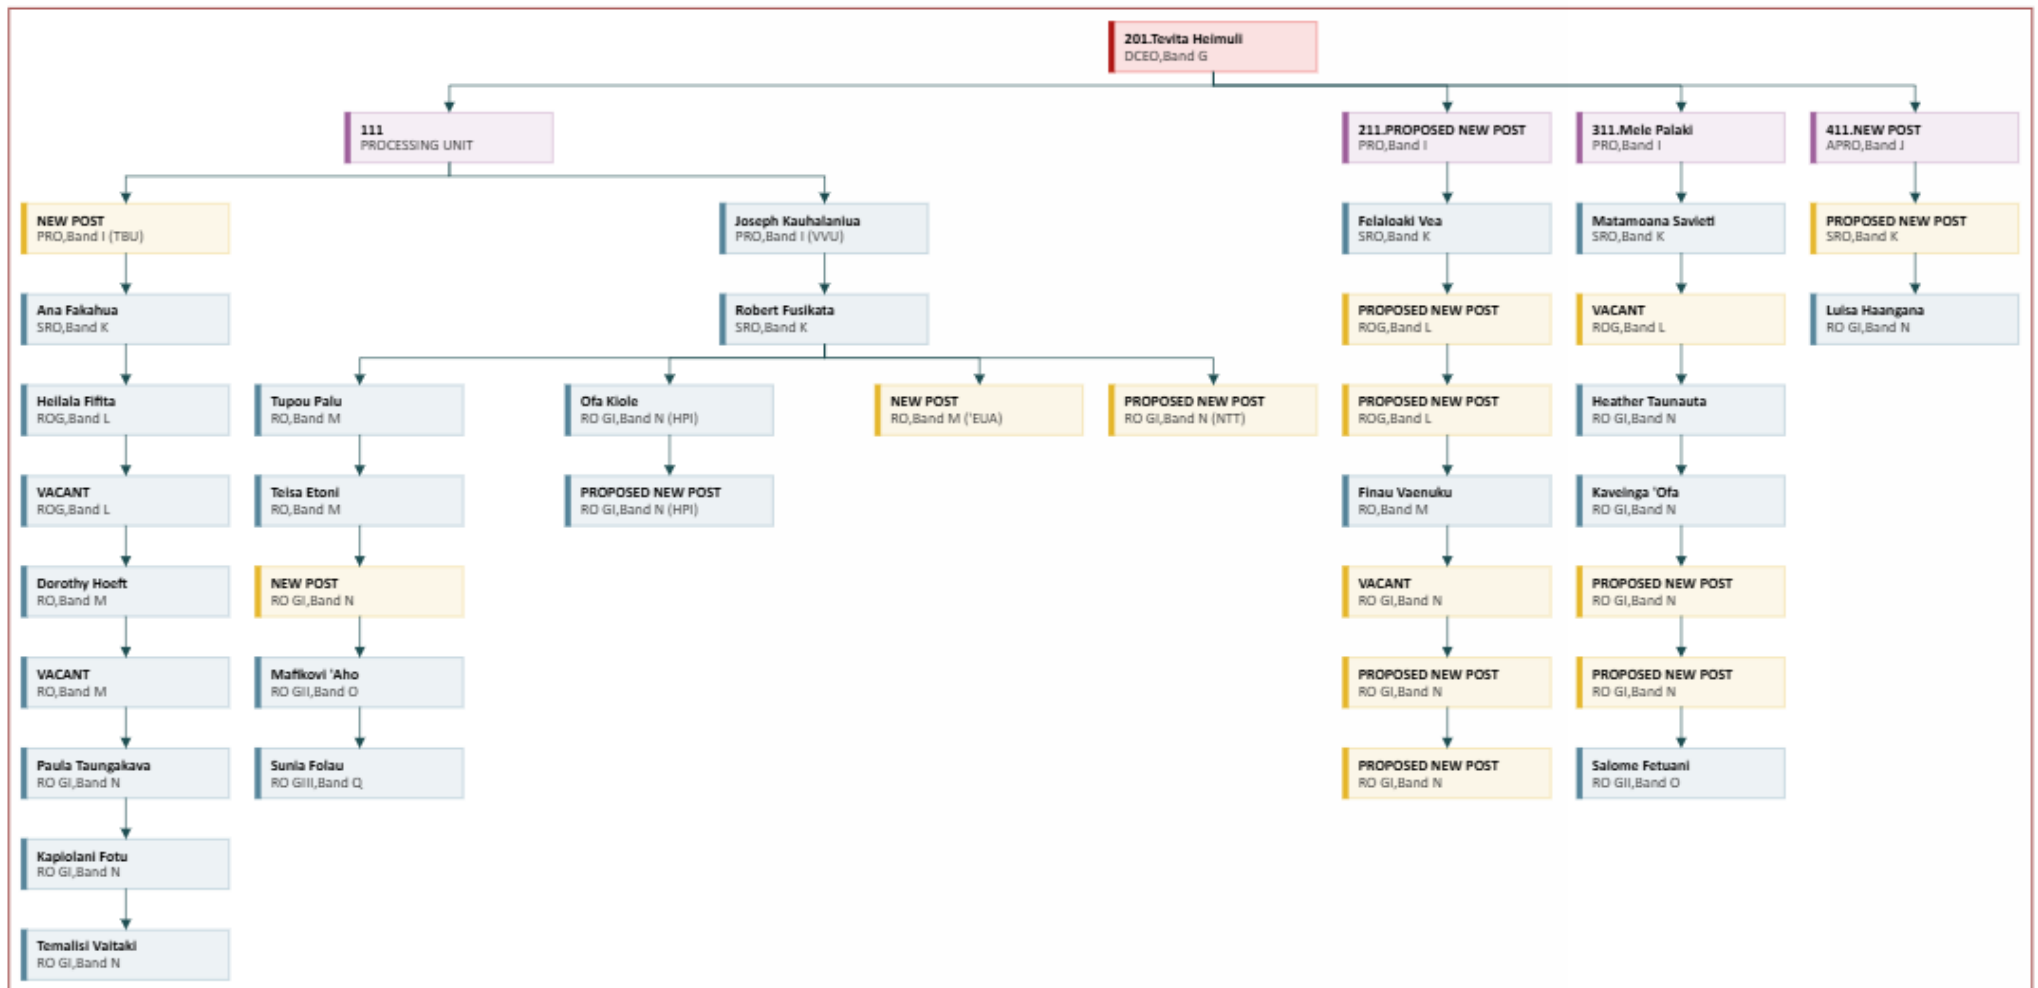 201.Tevita Heimuli
DCEO,Band G
111
PROCESSING UNIT
211.PROPOSED NEW POST
PRO,Band I
311.Mele Palaki
PRO,Band I
411.NEW POST
APRO,Band J
NEW POST
PRO,Band I (TBU)
Joseph Kauhalaniua
PRO,Band I (VVU)
Felaloaki Vea
SRO,Band K
Matamoana Savieti
SRO,Band K
PROPOSED NEW POST
SRO,Band K
Ana Fakahua
SRO,Band K
Robert Fusikata
SRO,Band K
PROPOSED NEW POST
ROG,Band L
VACANT
ROG,Band L
Luisa Haangana
RO GI,Band N
Heilala Fifita
ROG,Band L
Tupou Palu
RO,Band M
Ofa Kiole
RO GI,Band N (HPI)
NEW POST
RO,Band M ('EUA)
PROPOSED NEW POST
RO GI,Band N (NTT)
PROPOSED NEW POST
ROG,Band L
Heather Taunauta
RO GI,Band N
VACANT
ROG,Band L
Teisa Etoni
RO,Band M
PROPOSED NEW POST
RO GI,Band N (HPI)
Finau Vaenuku
RO,Band M
Kaveinga 'Ofa
RO GI,Band N
Dorothy Hoeft
RO,Band M
NEW POST
RO GI,Band N
VACANT
RO GI,Band N
PROPOSED NEW POST
RO GI,Band N
VACANT
RO,Band M
Mafikovi 'Aho
RO GII,Band O
PROPOSED NEW POST
RO GI,Band N
PROPOSED NEW POST
RO GI,Band N
Paula Taungakava
RO GI,Band N
Sunia Folau
RO GIII,Band Q
PROPOSED NEW POST
RO GI,Band N
Salome Fetuani
RO GII,Band O
Kapiolani Fotu
RO GI,Band N
Temalisi Vaitaki
RO GI,Band N